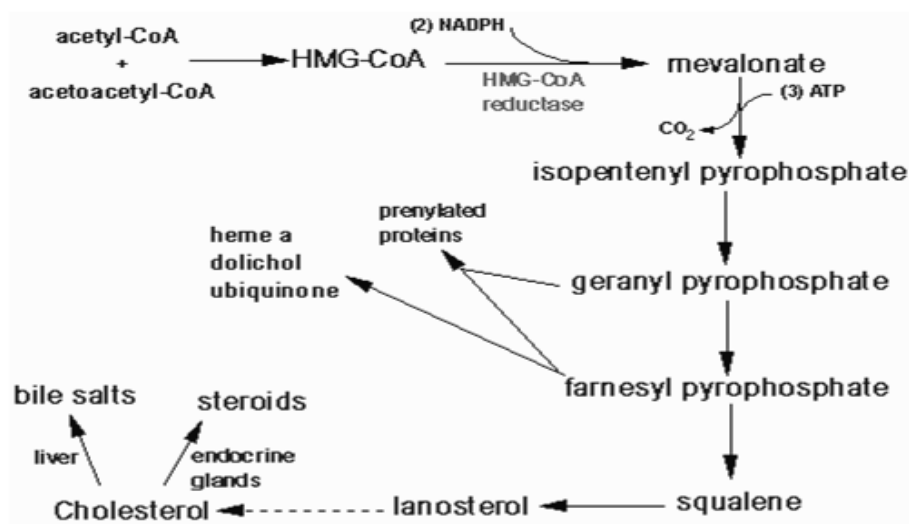 acetyl-CoA
+
acetoacetyl-CoA
HMG-CoA
(2) NADPH
HMG-CoA
reductase
mevalonate
(3) ATP
CO2
isopentenyl pyrophosphate
prenylated
proteins
heme a
dolichol
ubiquinone
geranyl pyrophosphate
farnesyl pyrophosphate
bile salts
steroids
liver
endocrine
glands
Cholesterol
lanosterol
squalene